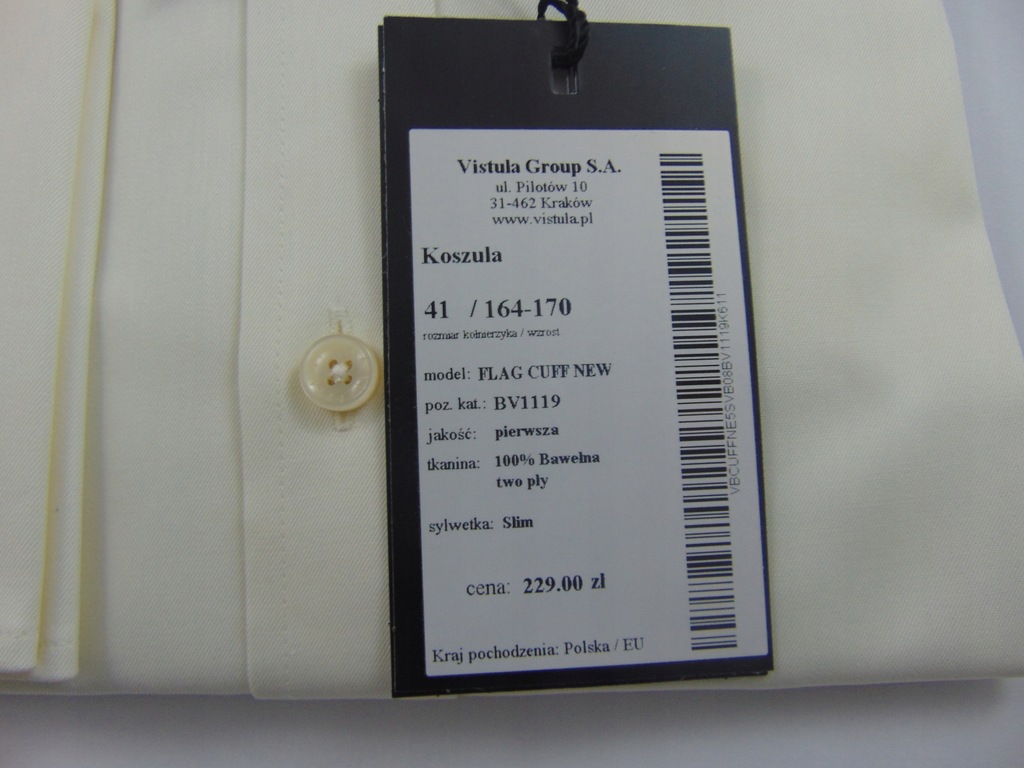 Vistula Group S.A.
ul. Pilotów 10
31-462 Kraków
www.vistula.pl
Koszula
41 / 164-170
rozmiar kołnierzyka / wzrost
model: FLAG CUFF NEW
poz. kat.: BV1119
jakość: pierwsza
tkanina: 100% Bawełna
two ply
sylwetka: Slim
cena: 229.00 zł
Kraj pochodzenia: Polska / EU
VBCUFFNE5SVB08BV1119K611